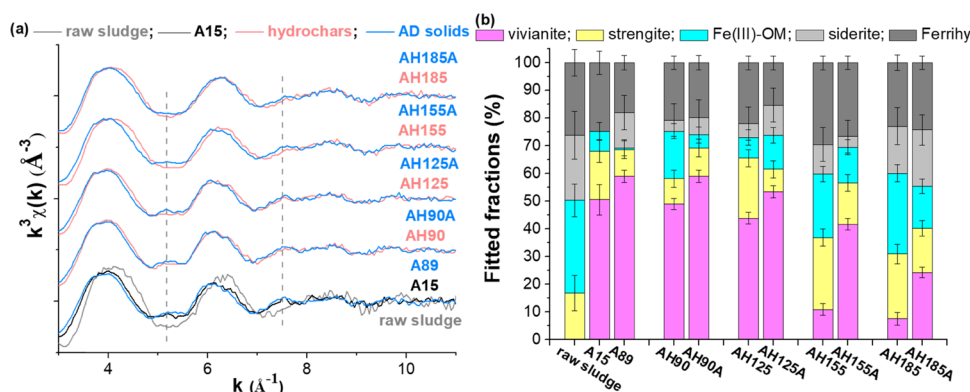 (a) raw sludge; A15; hydrochars; AD solids
AH185A
AH185
AH155A
AH155
AH125A
AH125
AH90A
AH90
A89
A15
raw sludge
k³χ(k) (Å⁻³)
4 6 8 10
k (Å⁻¹)
(b) vivianite; strengite; Fe(III)-OM; siderite; Ferrihy
Fitted fractions (%)
100
90
80
70
60
50
40
30
20
10
0
raw sludge
A15
A89
AH90
AH90A
AH125
AH125A
AH155
AH155A
AH185
AH185A